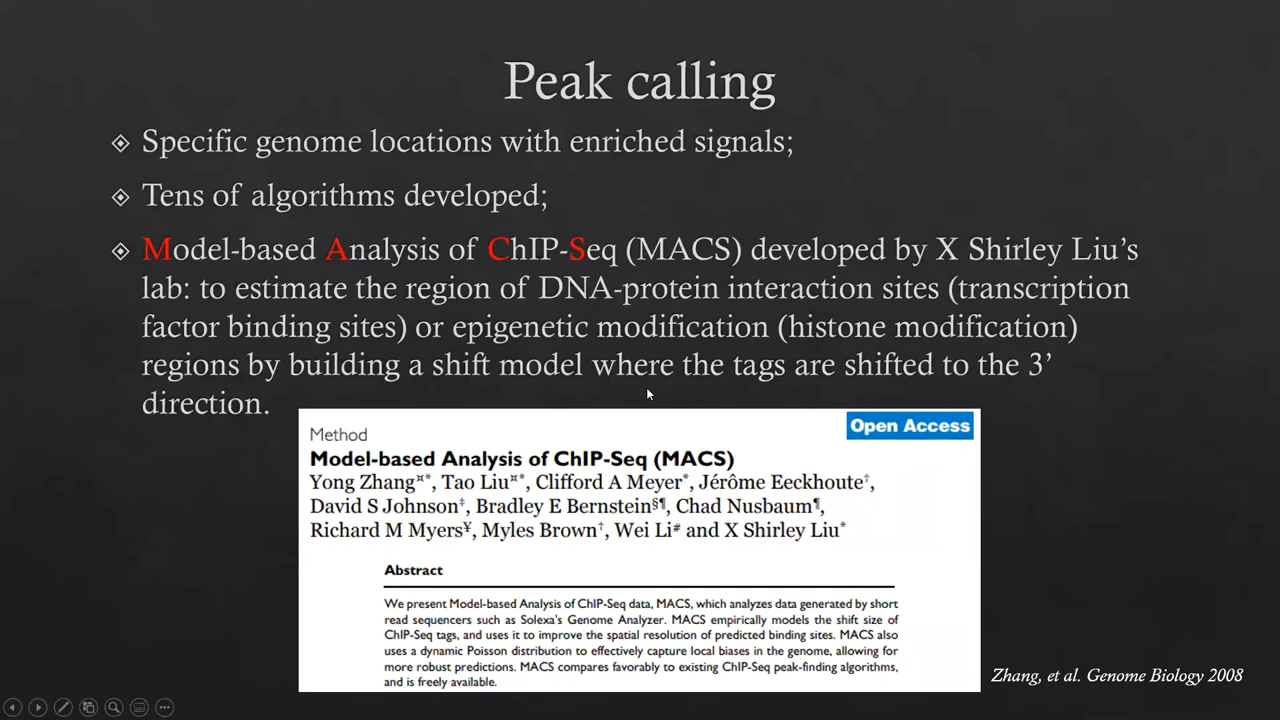 Peak calling
Specific genome locations with enriched signals;
Tens of algorithms developed;
Model-based Analysis of ChIP-Seq (MACS) developed by X Shirley Liu's
lab: to estimate the region of DNA-protein interaction sites (transcription
factor binding sites) or epigenetic modification (histone modification)
regions by building a shift model where the tags are shifted to the 3'
direction.
Method
Open Access
Model-based Analysis of ChIP-Seq (MACS)
Yong Zhang¤*, Tao Liu¤*, Clifford A Meyer*, Jérôme Eeckhoute†,
David S Johnson‡, Bradley E Bernstein§¶, Chad Nusbaum¶,
Richard M Myers¥, Myles Brown†, Wei Li# and X Shirley Liu*
Abstract
We present Model-based Analysis of ChIP-Seq data, MACS, which analyzes data generated by short
read sequencers such as Solexa's Genome Analyzer. MACS empirically models the shift size of
ChIP-Seq tags, and uses it to improve the spatial resolution of predicted binding sites. MACS also
uses a dynamic Poisson distribution to effectively capture local biases in the genome, allowing for
more robust predictions. MACS compares favorably to existing ChIP-Seq peak-finding algorithms,
and is freely available.
Zhang, et al. Genome Biology 2008